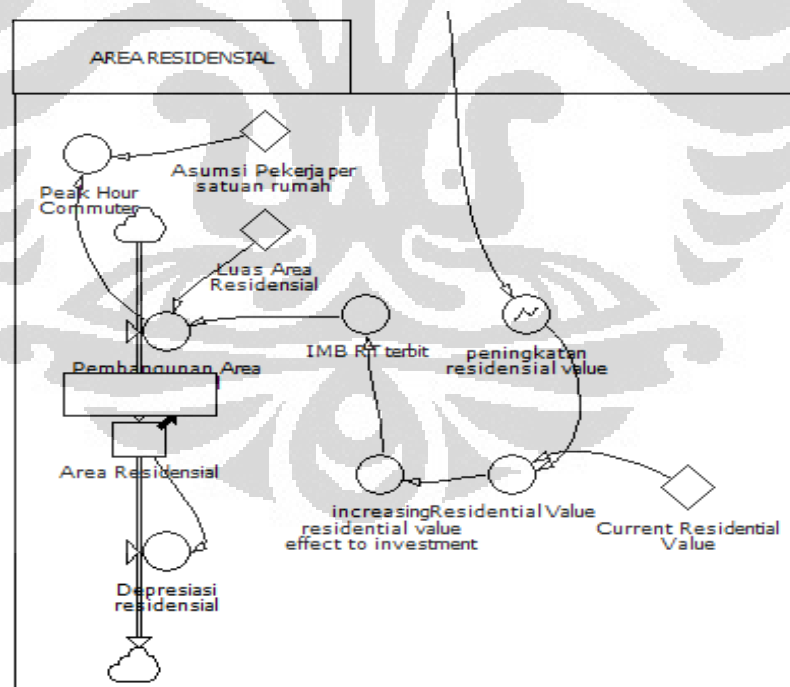 AREA RESIDENSIAL
Asumsi Pekerja per
satuan rumah
Peak Hour
Commuter
Luas Area
Residensial
IMB RT terbit
peningkatan
residensial value
Pembangunan Area
Area Residensial
increasing
residential value
effect to investment
Residential Value
Current Residential
Value
Depresiasi
residensial